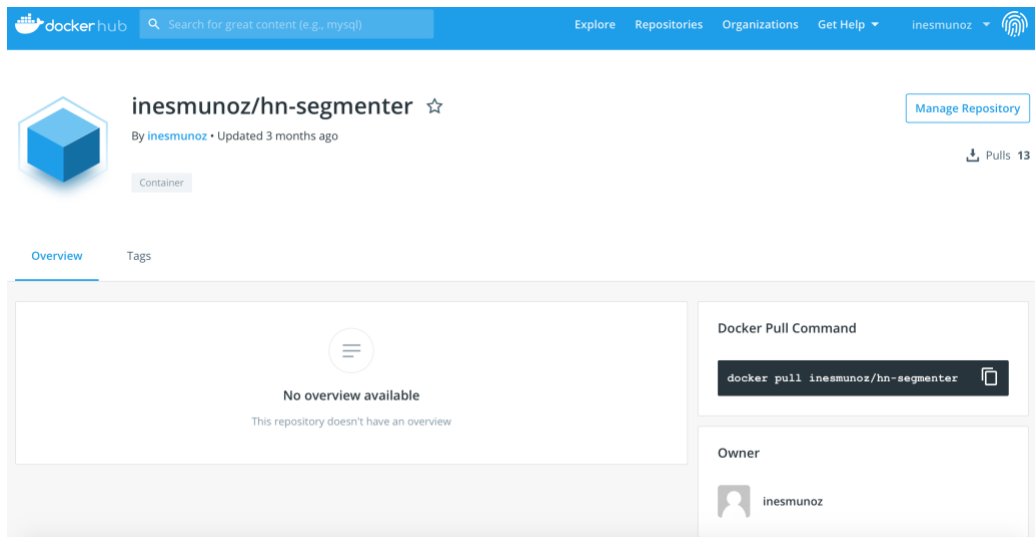 dockerhub Search for great content (e.g., mysql) Explore Repositories Organizations Get Help inesmunoz
inesmunoz/hn-segmenter
Manage Repository
By inesmunoz • Updated 3 months ago
Pulls 13
Container
Overview Tags
Docker Pull Command
docker pull inesmunoz/hn-segmenter
No overview available
This repository doesn't have an overview
Owner
inesmunoz